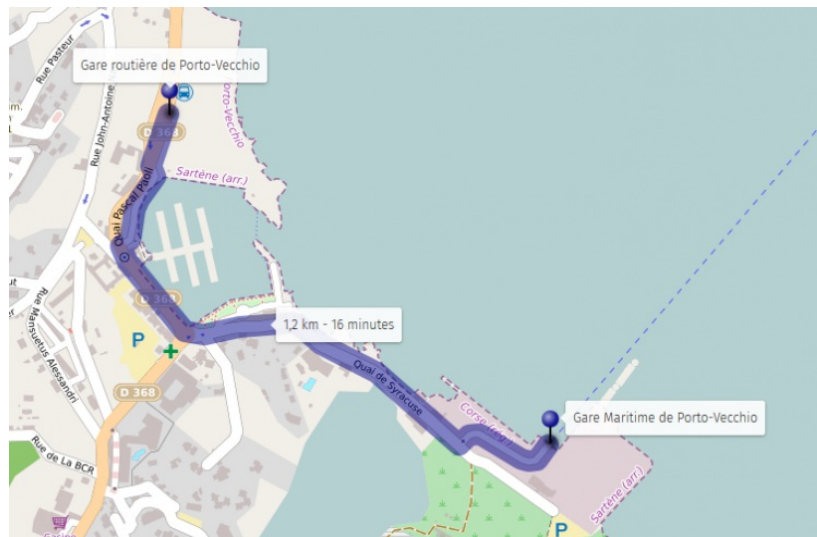 Rue Pasteur
Gare routière de Porto-Vecchio
Rue John-Antoine N
Porto-Vecchio
D 368
Sartène (arr.)
Quai Pascal Paoli
D 368
1,2 km - 16 minutes
P
Rue Mansuetus Alessandri
D 368
Quai de Syracuse
Corse (rég.)
Gare Maritime de Porto-Vecchio
Rue de La BCR
Sartène (arr.)
P